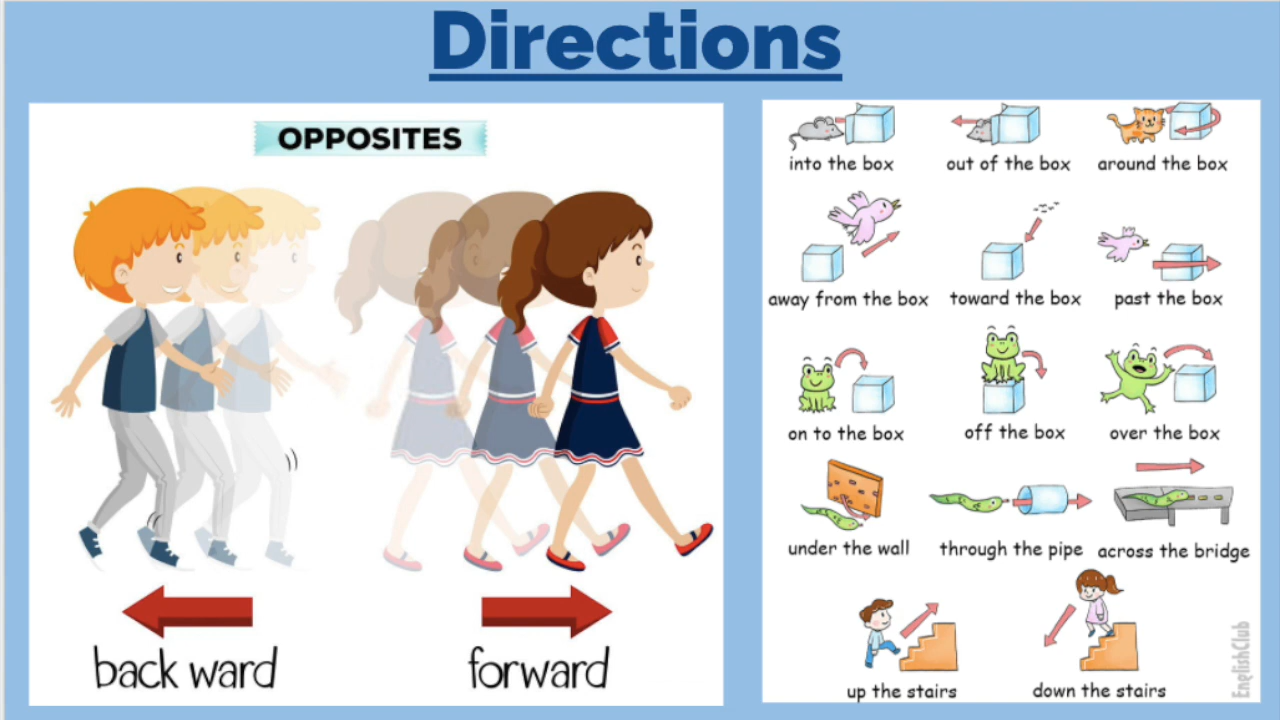 Directions
OPPOSITES
back ward
forward
into the box
out of the box
around the box
away from the box
toward the box
past the box
on to the box
off the box
over the box
under the wall
through the pipe
across the bridge
up the stairs
down the stairs
EnglishClub